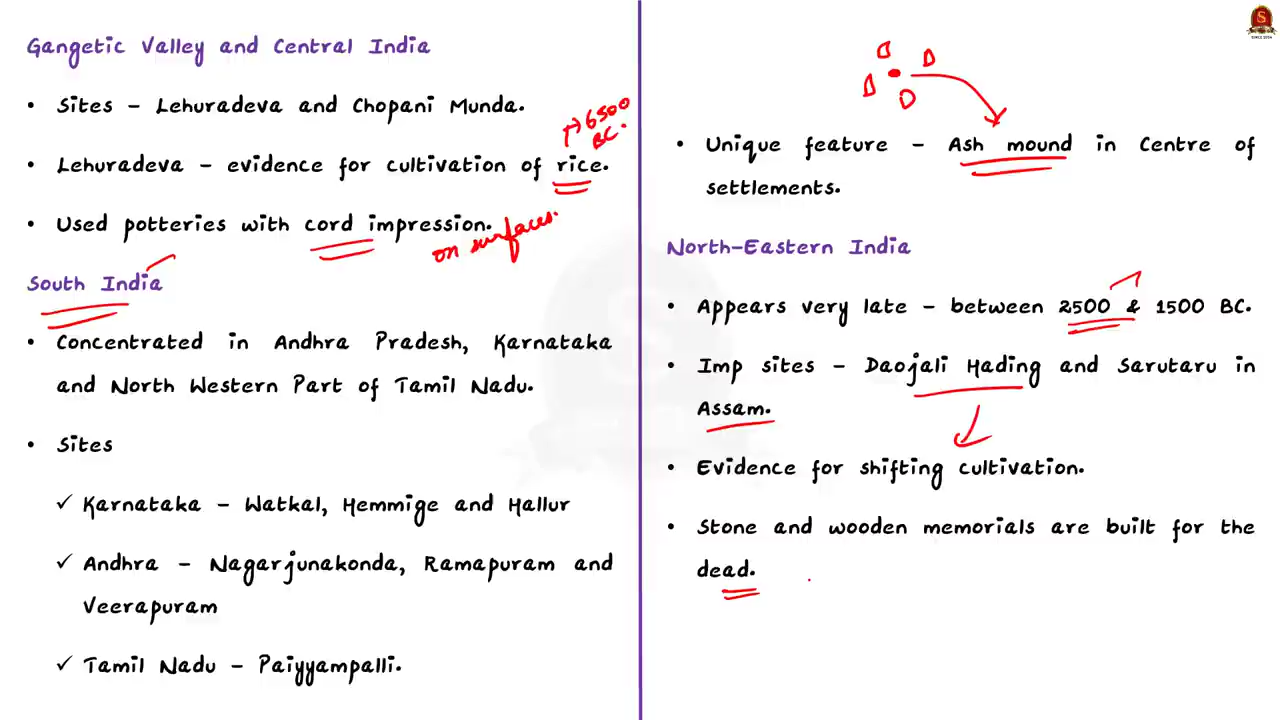 Gangetic Valley and Central India
• Sites – Lehuradeva and Chopani Munda.
→ 6500
BC.
• Lehuradeva – evidence for cultivation of rice.
• Used potteries with cord impression.
on surfaces.
South India
• Concentrated in Andhra Pradesh, Karnataka
and North Western Part of Tamil Nadu.
• Sites
✓ Karnataka – Watkal, Hemmige and Hallur
✓ Andhra – Nagarjunakonda, Ramapuram and
Veerapuram
✓ Tamil Nadu – Paiyyampalli.
• Unique feature – Ash mound in Centre of
settlements.
North-Eastern India
• Appears very late – between 2500 & 1500 BC.
• Imp sites – Daojali Hading and Sarutaru in
Assam.
• Evidence for shifting cultivation.
• Stone and wooden memorials are built for the
dead.